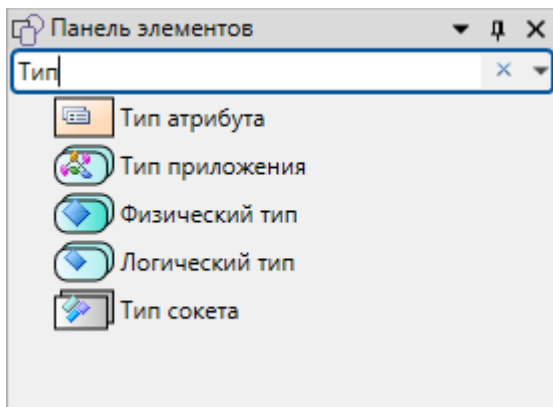 Панель элементов
Тип
Тип атрибута
Тип приложения
Физический тип
Логический тип
Тип сокета